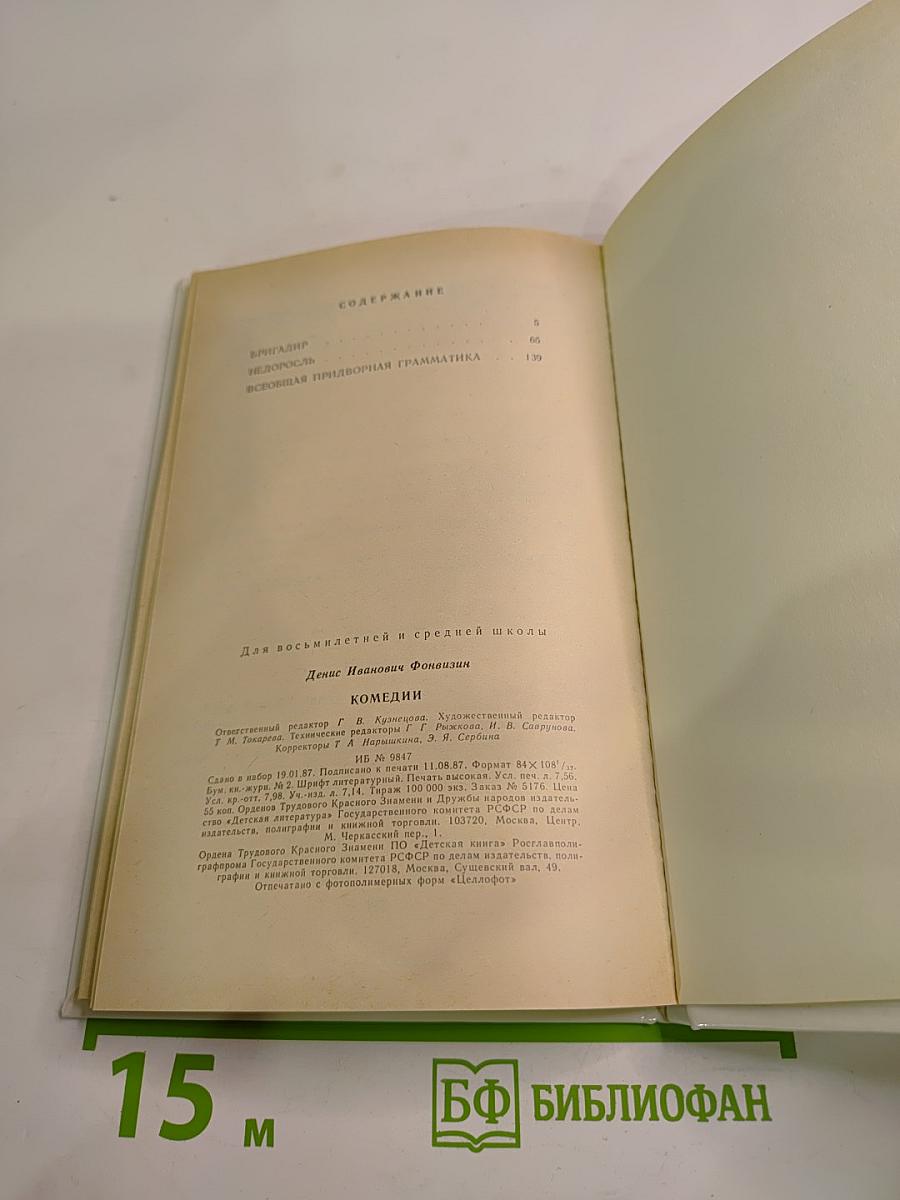 СОДЕРЖАНИЕ
БРИГАДИР . . . . . . . . . . . . 5
НЕДОРОСЛЬ . . . . . . . . . . . . 66
ВСЕОБЩАЯ ПРИДВОРНАЯ ГРАММАТИКА . . 139
Для восьмилетней и средней школы
Денис Иванович Фонвизин
КОМЕДИИ
Ответственный редактор Г. В. Кузнецова. Художественный редактор
Т. М. Токарева. Технические редакторы Г. Г. Рыжкова, И. В. Саврунова.
Корректоры Т. А. Нарышкина, Э. Я. Сербина
ИБ № 9847
Сдано в набор 19.01.87. Подписано к печати 11.08.87. Формат 84×108¹/₃₂.
Бум. кн.-журн. № 2. Шрифт литературный. Печать высокая. Усл. печ. л. 7,56.
Усл. кр.-отт. 7,98. Уч.-изд. л. 7,14. Тираж 100 000 экз. Заказ № 5176. Цена
55 коп. Орденов Трудового Красного Знамени и Дружбы народов издатель-
ство «Детская литература» Государственного комитета РСФСР по делам
издательств, полиграфии и книжной торговли. 103720, Москва, Центр,
М. Черкасский пер., 1.
Ордена Трудового Красного Знамени ПО «Детская книга» Росглавполи-
графпрома Государственного комитета РСФСР по делам издательств, поли-
графии и книжной торговли. 127018, Москва, Сущевский вал, 49.
Отпечатано с фотополимерных форм «Целлофот»
15 м
БФ БИБЛИОФАН